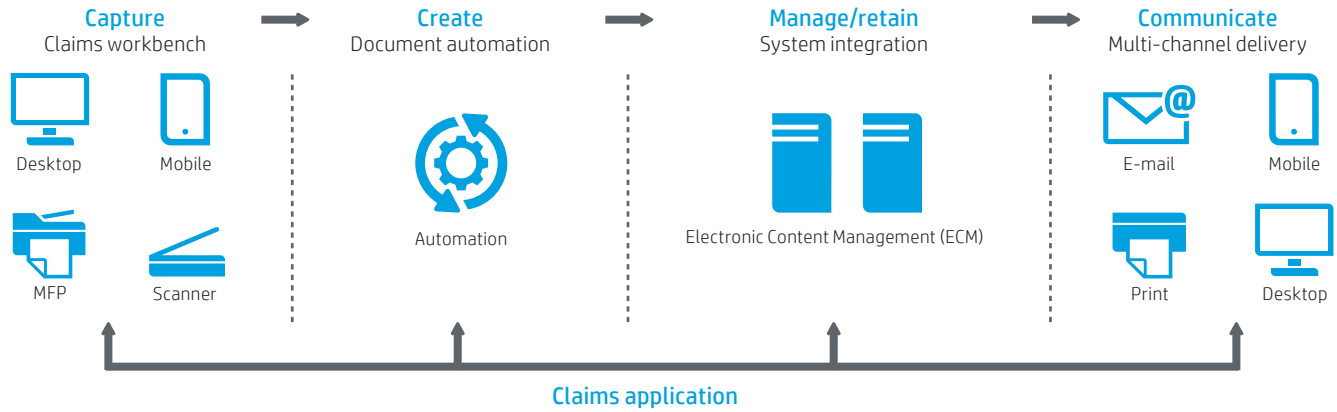 Capture
Claims workbench
Desktop
Mobile
MFP
Scanner
Create
Document automation
Automation
Manage/retain
System integration
Electronic Content Management (ECM)
Communicate
Multi-channel delivery
@
E-mail
Mobile
Print
Desktop
Claims application